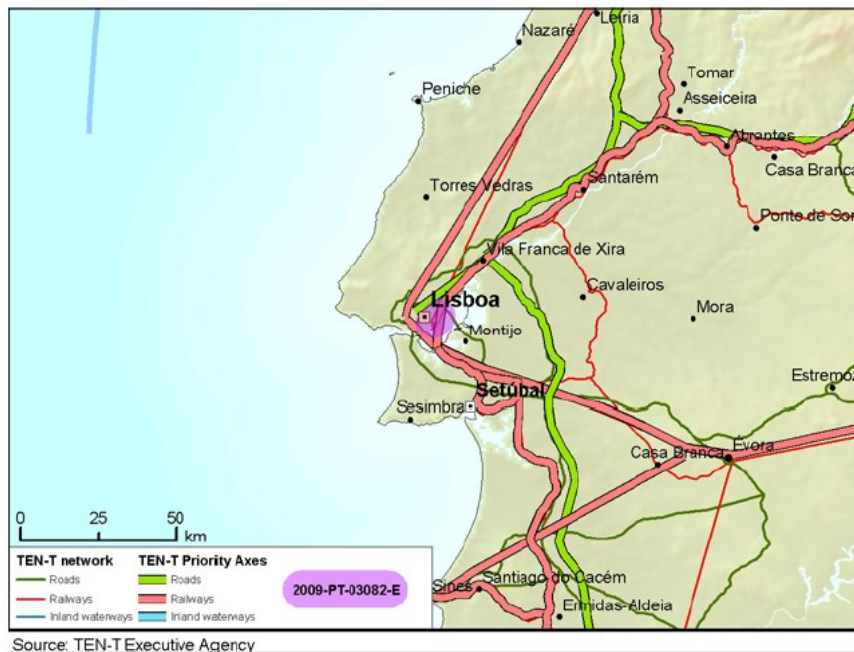 Leiria
Nazaré
Tomar
Peniche
Asseiceira
Abrantes
Casa Branca
Santarém
Torres Vedras
Ponte de Sor
Vila Franca de Xira
Cavaleiros
Lisboa
Mora
Montijo
Estremoz
Setúbal
Sesimbra
Évora
Casa Branca
0 25 50
km
TEN-T network TEN-T Priority Axes
Roads Roads
Railways Railways
Inland waterways Inland waterways
2009-PT-03082-E
Sines
Santiago do Cacém
Ermidas-Aldeia
Source: TEN-T Executive Agency